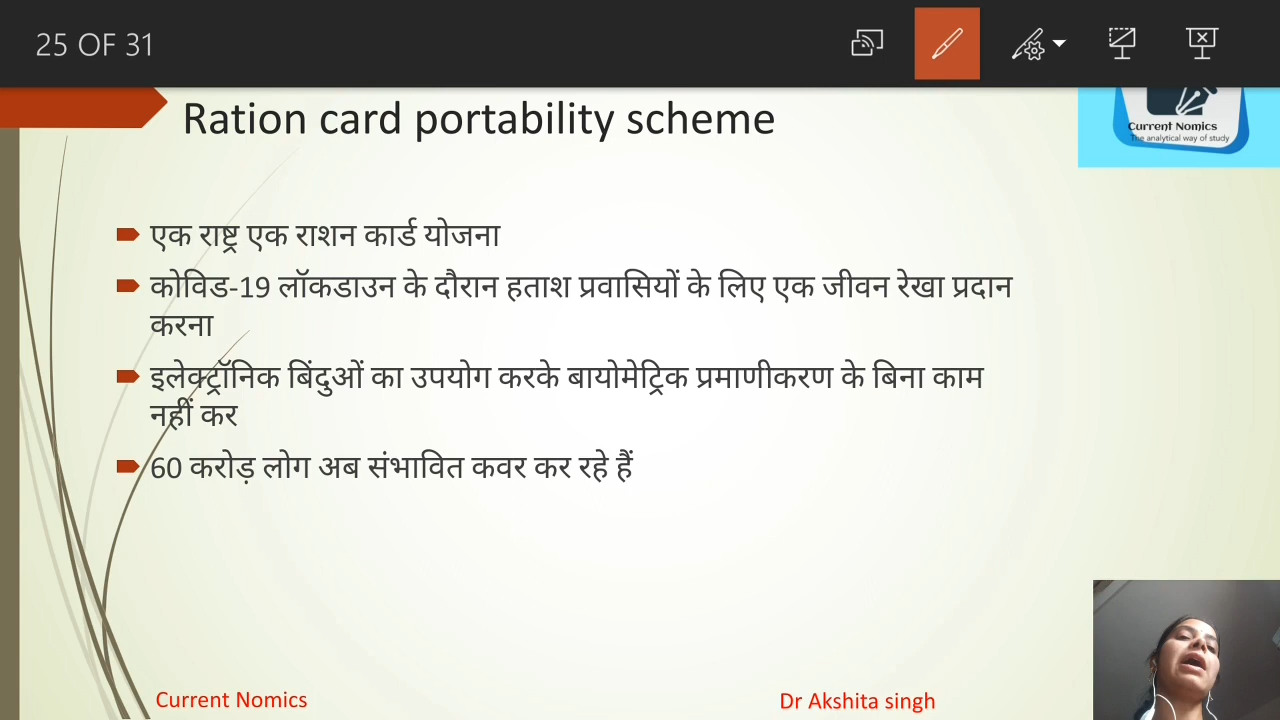 25 OF 31
Ration card portability scheme
Current Nomics
The analytical way of study
एक राष्ट्र एक राशन कार्ड योजना
कोविड-19 लॉकडाउन के दौरान हताश प्रवासियों के लिए एक जीवन रेखा प्रदान
करना
इलेक्ट्रॉनिक बिंदुओं का उपयोग करके बायोमेट्रिक प्रमाणीकरण के बिना काम
नहीं कर
60 करोड़ लोग अब संभावित कवर कर रहे हैं
Current Nomics
Dr Akshita singh